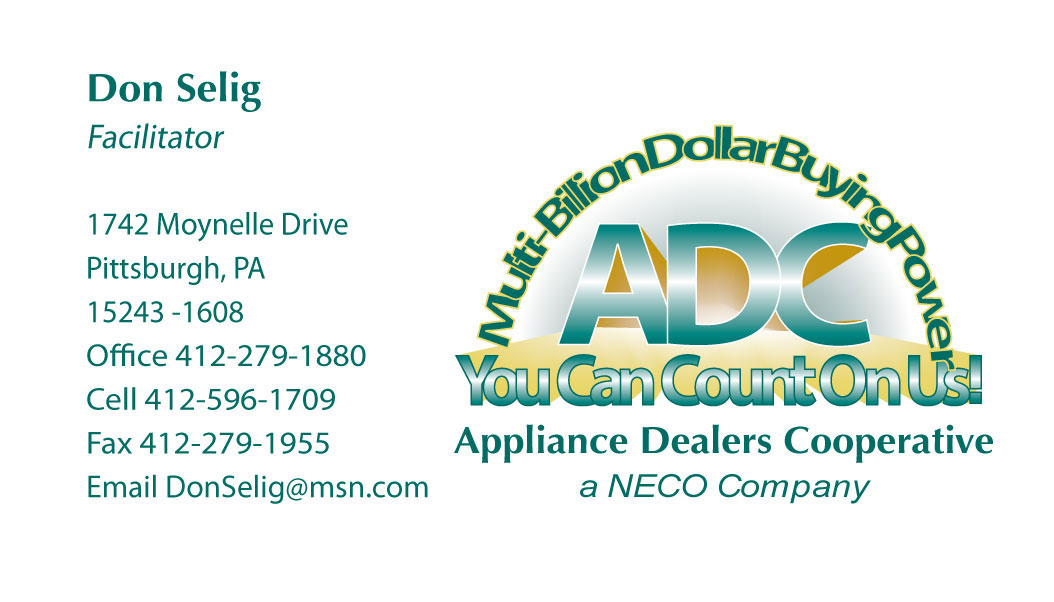 Don Selig
Facilitator
1742 Moynelle Drive
Pittsburgh, PA
15243 -1608
Office 412-279-1880
Cell 412-596-1709
Fax 412-279-1955
Email DonSelig@msn.com
Multi-BillionDollarBuyingPower
ADC
You Can Count On Us!
Appliance Dealers Cooperative
a NECO Company